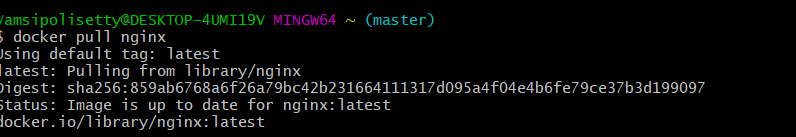 /amsipolisetty@DESKTOP-4UMI19V MINGW64 ~ (master)
$ docker pull nginx
Using default tag: latest
latest: Pulling from library/nginx
Digest: sha256:859ab6768a6f26a79bc42b231664111317d095a4f04e4b6fe79ce37b3d199097
Status: Image is up to date for nginx:latest
docker.io/library/nginx:latest